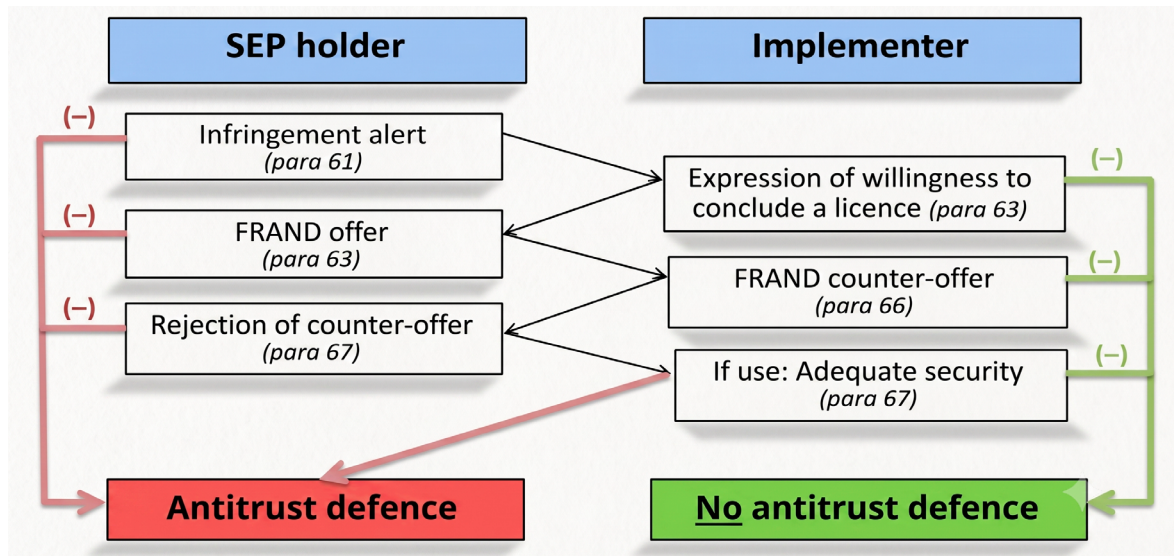 SEP holder
Implementer
(–)
Infringement alert
(para 61)
(–)
Expression of willingness to
conclude a licence (para 63)
(–)
FRAND offer
(para 63)
(–)
FRAND counter-offer
(para 66)
(–)
Rejection of counter-offer
(para 67)
(–)
If use: Adequate security
(para 67)
Antitrust defence
No antitrust defence